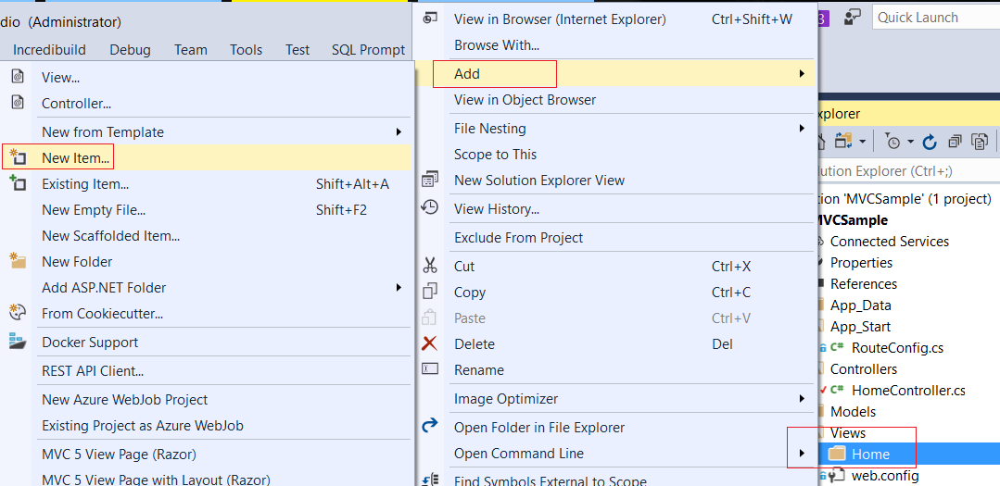 dio (Administrator)
Incredibuild Debug Team Tools Test SQL Prompt
View...
Controller...
New from Template
New Item...
Existing Item... Shift+Alt+A
New Empty File... Shift+F2
New Scaffolded Item...
New Folder
Add ASP.NET Folder
From Cookiecutter...
Docker Support
REST API Client...
New Azure WebJob Project
Existing Project as Azure WebJob
MVC 5 View Page (Razor)
MVC 5 View Page with Layout (Razor)
View in Browser (Internet Explorer) Ctrl+Shift+W
Browse With...
Add
View in Object Browser
File Nesting
Scope to This
New Solution Explorer View
View History...
Exclude From Project
Cut Ctrl+X
Copy Ctrl+C
Paste Ctrl+V
Delete Del
Rename
Image Optimizer
Open Folder in File Explorer
Open Command Line
Find Symbols External to Scope
3 Quick Launch
xplorer
lution Explorer (Ctrl+;)
tion 'MVCSample' (1 project)
MVCSample
Connected Services
Properties
References
App_Data
App_Start
C# RouteConfig.cs
Controllers
C# HomeController.cs
Models
Views
Home
web.config